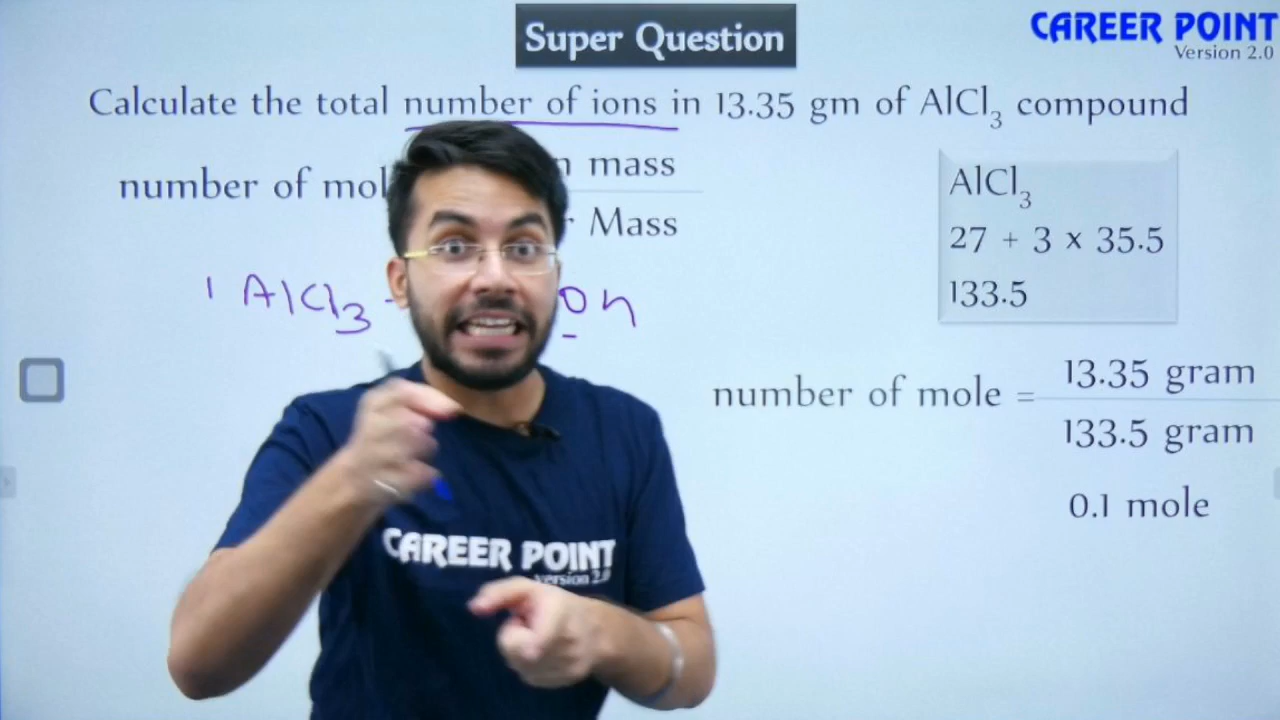 Super Question
CAREER POINT
Version 2.0
Calculate the total number of ions in 13.35 gm of AlCl₃ compound
number of mass
Mass
AlCl₃
27 + 3 x 35.5
133.5
1 AlCl₃
number of mole = 13.35 gram
133.5 gram
0.1 mole
CAREER POINT
Version 2.0